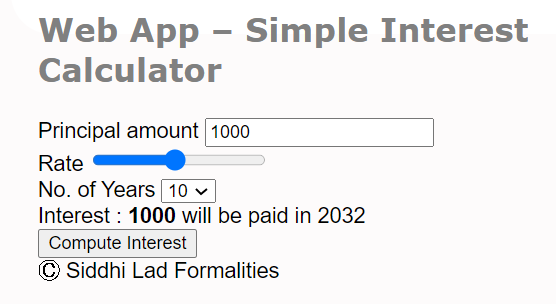 Web App – Simple Interest
Calculator
Principal amount 1000
Rate
No. of Years 10
Interest : 1000 will be paid in 2032
Compute Interest
© Siddhi Lad Formalities